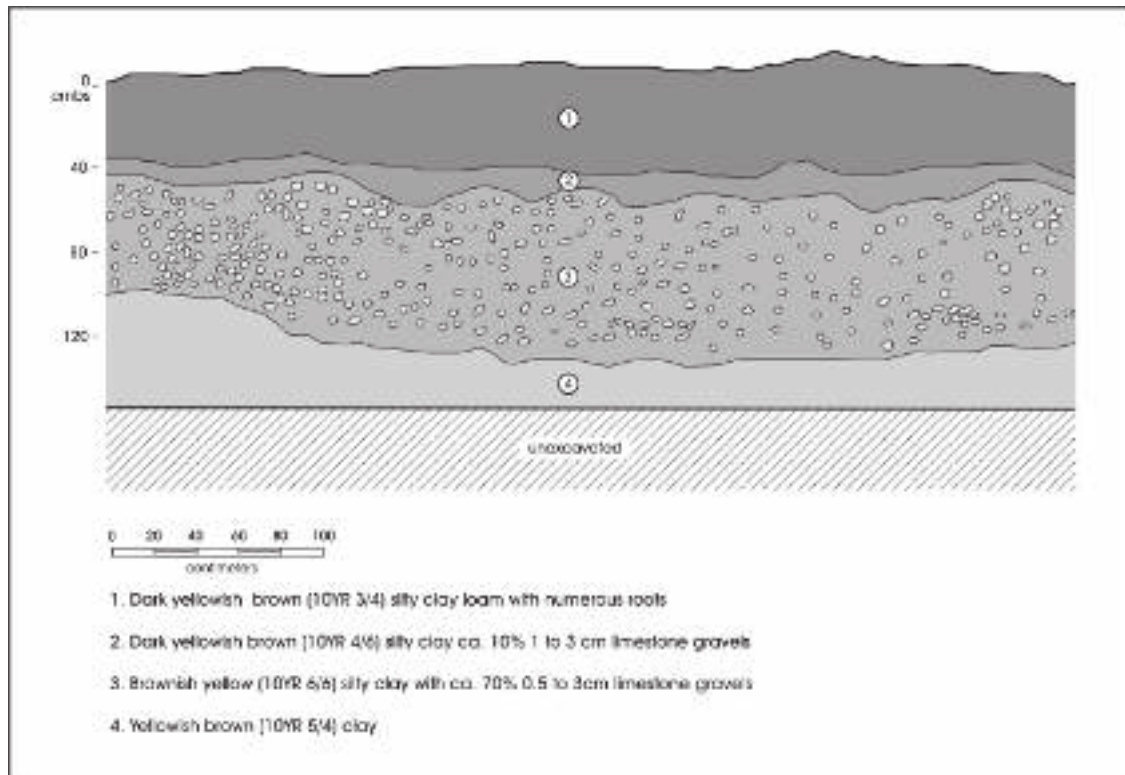 0
cmbs
1
40
2
80
3
120
4
unexcavated
0 20 40 60 80 100
centimeters
1. Dark yellowish brown (10YR 3/4) silty clay loam with numerous roots
2. Dark yellowish brown (10YR 4/6) silty clay ca. 10% 1 to 3 cm limestone gravels
3. Brownish yellow (10YR 6/6) silty clay with ca. 70% 0.5 to 3cm limestone gravels
4. Yellowish brown (10YR 5/4) clay